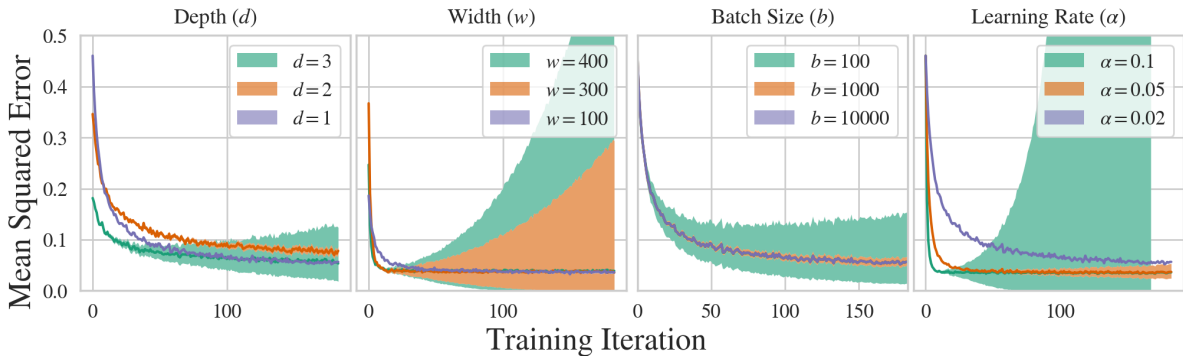 Depth (d)
Width (w)
Batch Size (b)
Learning Rate (α)
Mean Squared Error
0.5
0.4
0.3
0.2
0.1
0.0
d = 3
d = 2
d = 1
w = 400
w = 300
w = 100
b = 100
b = 1000
b = 10000
α = 0.1
α = 0.05
α = 0.02
0 100
0 100
0 50 100 150
100
Training Iteration